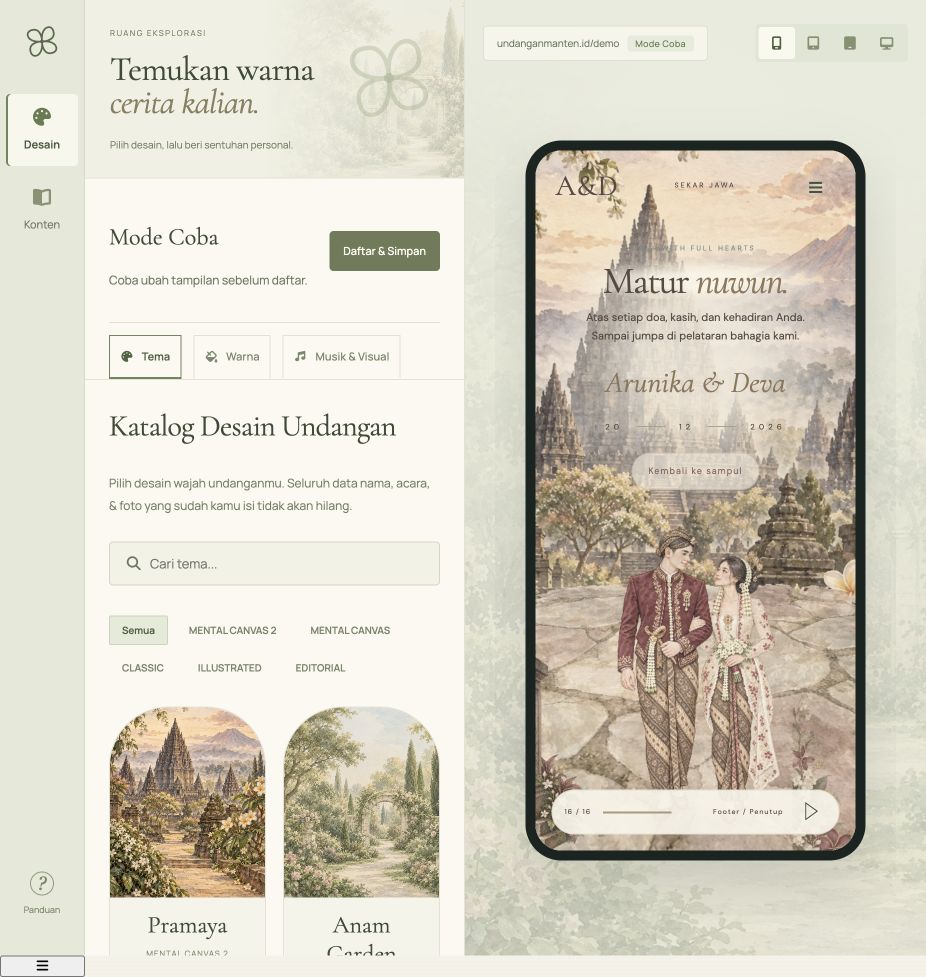 RUANG EKSPLORASI
Temukan warna
cerita kalian.
Pilih desain, lalu beri sentuhan personal.
Desain
Konten
Mode Coba
Daftar & Simpan
Coba ubah tampilan sebelum daftar.
Tema
Warna
Musik & Visual
Katalog Desain Undangan
Pilih desain wajah undanganmu. Seluruh data nama, acara,
& foto yang sudah kamu isi tidak akan hilang.
Cari tema...
Semua
MENTAL CANVAS 2
MENTAL CANVAS
CLASSIC
ILLUSTRATED
EDITORIAL
Pramaya
MENTAL CANVAS 2
Anam
Garden
?
Panduan
undanganmanten.id/demo
Mode Coba
A&D
SEKAR JAWA
WITH FULL HEARTS
Matur nuwun.
Atas setiap doa, kasih, dan kehadiran Anda.
Sampai jumpa di pelataran bahagia kami.
Arunika & Deva
20 12 2026
Kembali ke sampul
16 / 16
Footer / Penutup